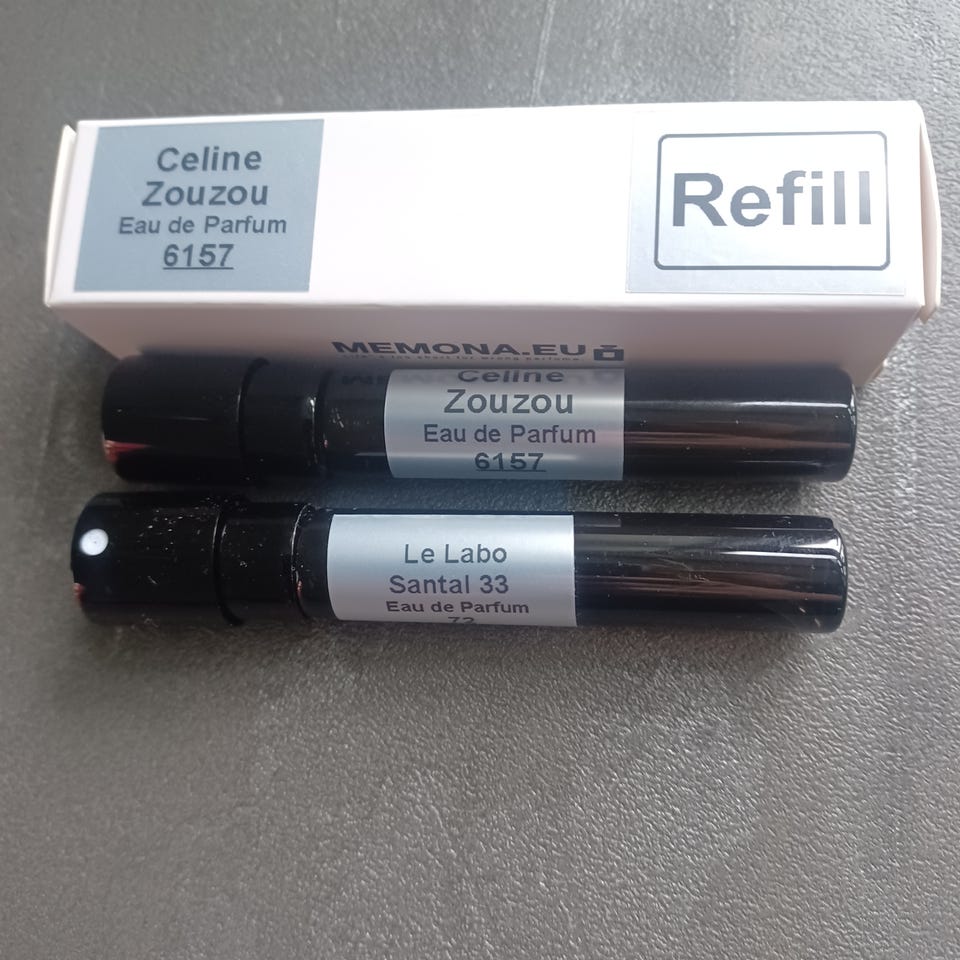 Celine
Zouzou
Eau de Parfum
6157
Refill
MEMONA.EU
Celine
Zouzou
Eau de Parfum
6157
Le Labo
Santal 33
Eau de Parfum
72